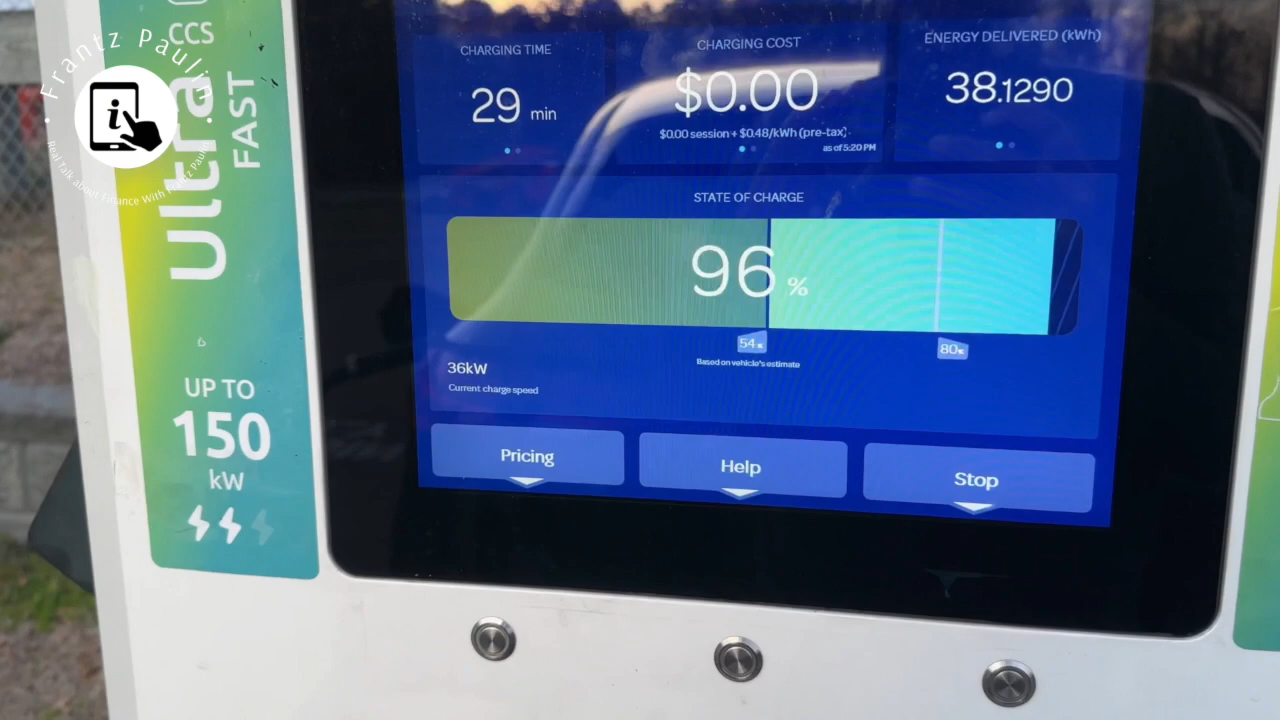 Frantz Paulin
i
Real Talk about Finance With Frantz Paulin
CCS
Ultra
FAST
UP TO
150
kW
CHARGING TIME
29 min
CHARGING COST
$0.00
$0.00 session + $0.48/kWh (pre-tax)
as of 5:20 PM
ENERGY DELIVERED (kWh)
38.1290
STATE OF CHARGE
96 %
54%
80%
Based on vehicle's estimate
36kW
Current charge speed
Pricing
Help
Stop